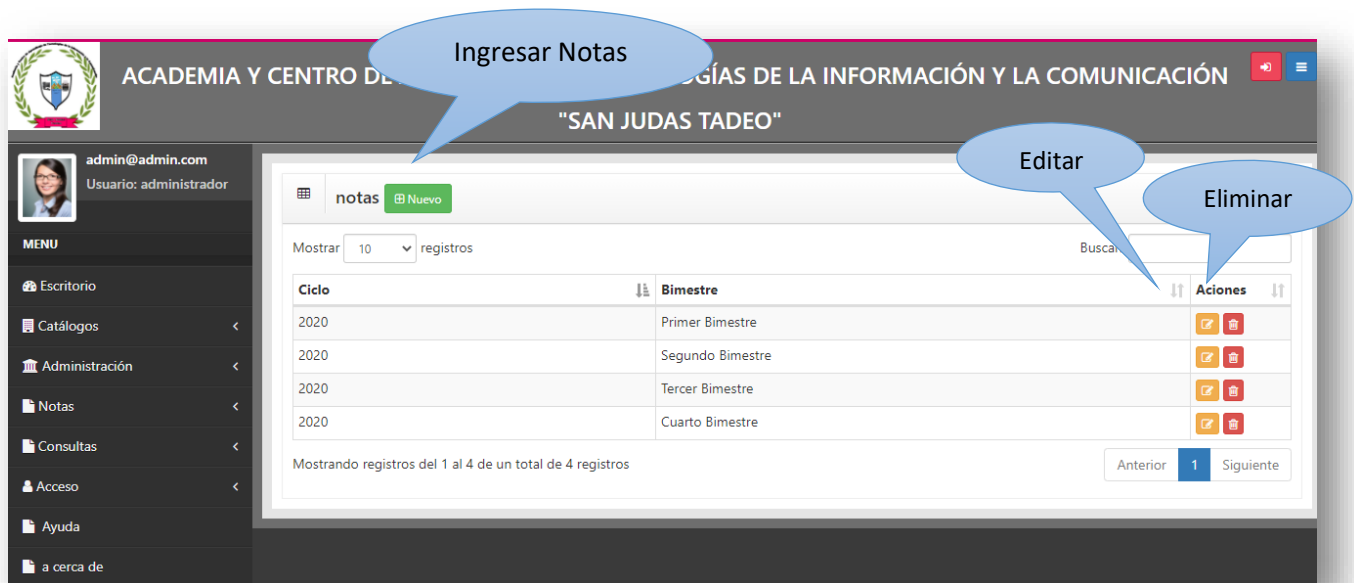 Ingresar Notas
ACADEMIA Y CENTRO DE GÍAS DE LA INFORMACIÓN Y LA COMUNICACIÓN
"SAN JUDAS TADEO"
admin@admin.com
Usuario: administrador
Editar
Eliminar
notas Nuevo
MENU
Mostrar 10 registros
Buscar
Escritorio
Catálogos
Administración
Notas
Consultas
Acceso
Ayuda
a cerca de
Ciclo Bimestre Aciones
2020 Primer Bimestre
2020 Segundo Bimestre
2020 Tercer Bimestre
2020 Cuarto Bimestre
Mostrando registros del 1 al 4 de un total de 4 registros
Anterior 1 Siguiente